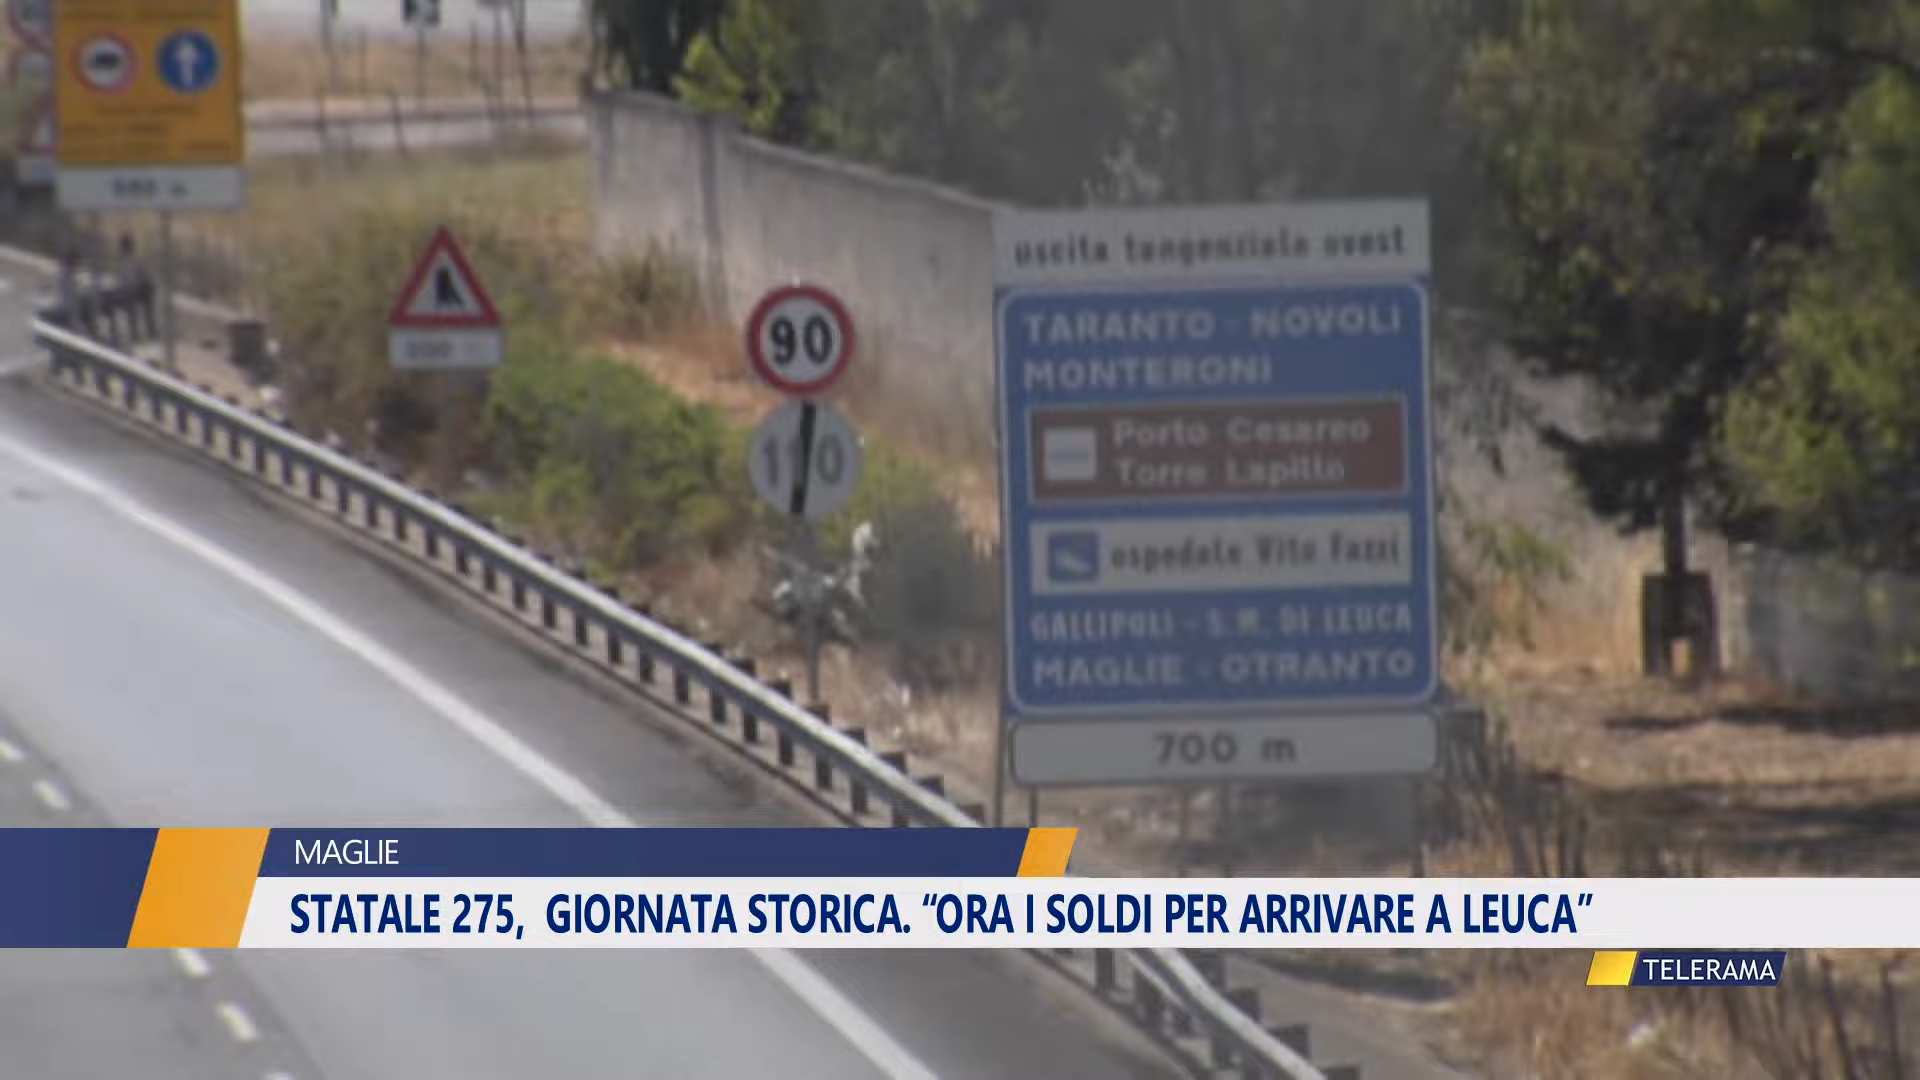 90
110
uscita tangenziale ovest
TARANTO - NOVOLI
MONTERONI
Porto Cesareo
Torre Lapillo
ospedale Vito Fazzi
GALLIPOLI - S.M. DI LEUCA
MAGLIE - OTRANTO
700 m
MAGLIE
STATALE 275, GIORNATA STORICA. “ORA I SOLDI PER ARRIVARE A LEUCA”
TELERAMA